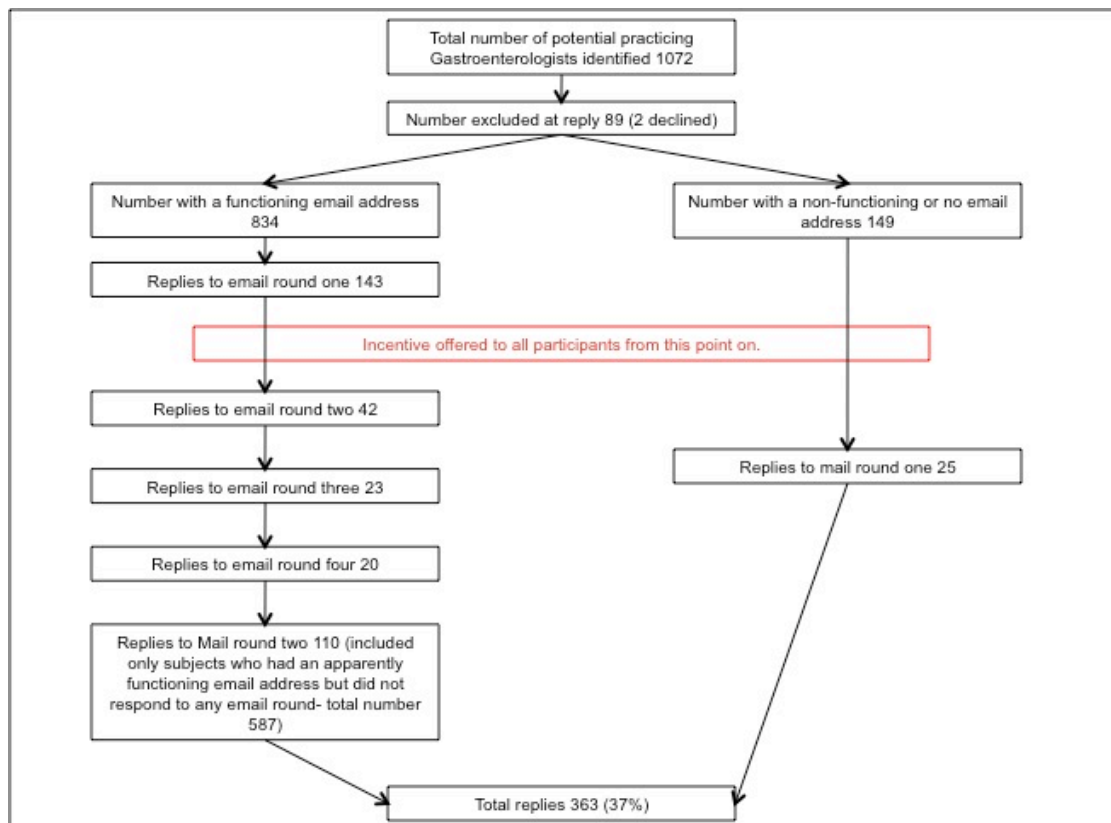 Total number of potential practicing
Gastroenterologists identified 1072
Number excluded at reply 89 (2 declined)
Number with a functioning email address
834
Number with a non-functioning or no email
address 149
Replies to email round one 143
Incentive offered to all participants from this point on.
Replies to email round two 42
Replies to mail round one 25
Replies to email round three 23
Replies to email round four 20
Replies to Mail round two 110 (included
only subjects who had an apparently
functioning email address but did not
respond to any email round- total number
587)
Total replies 363 (37%)